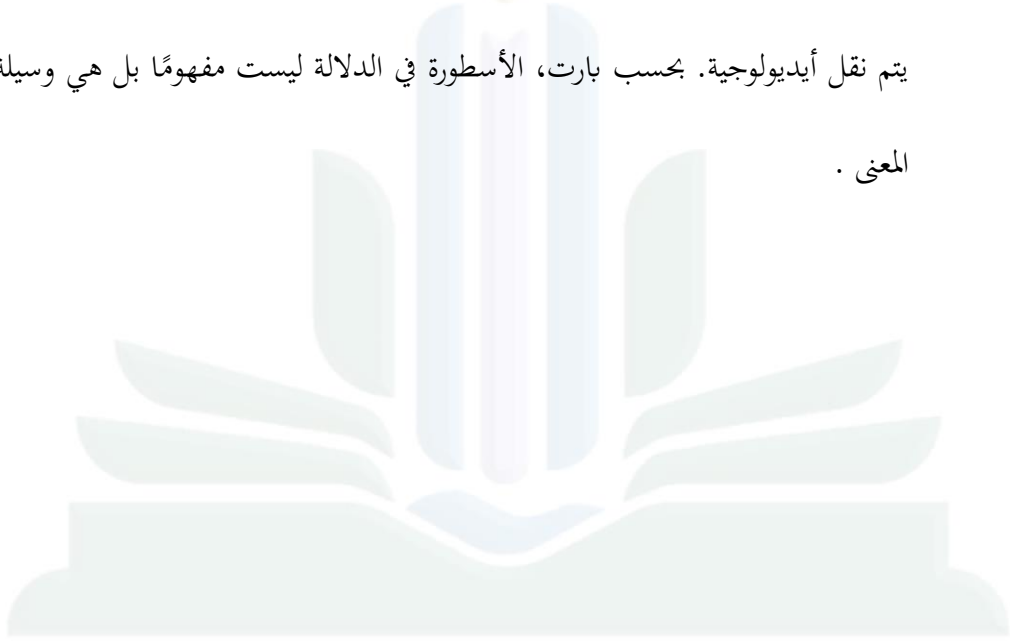 يتم نقل أيديولوجية. بحسب بارت، الأسطورة في الدلالة ليست مفهومًا بل هي وسيلة
المعنى .